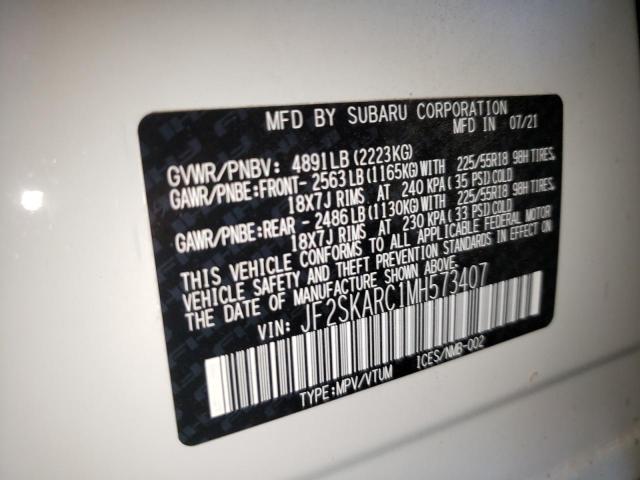 MFD BY SUBARU CORPORATION
MFD IN 07/21
GVWR/PNBV: 4891LB (2223KG)
GAWR/PNBE:FRONT- 2563LB (1165KG)WITH 225/55R18 98H TIRES,
18X7J RIMS AT 240 KPA (35 PSI)COLD
GAWR/PNBE:REAR - 2486LB (1130KG)WITH 225/55R18 98H TIRES,
18X7J RIMS AT 230 KPA (33 PSI)COLD
THIS VEHICLE CONFORMS TO ALL APPLICABLE FEDERAL MOTOR
VEHICLE SAFETY AND THEFT PREVENTION STANDARDS IN EFFECT ON
THE DATE OF MANUFACTURE SHOWN ABOVE.
VIN: JF2SKARC1MH573407
TYPE:MPV/VTUM ICES/NMB-002